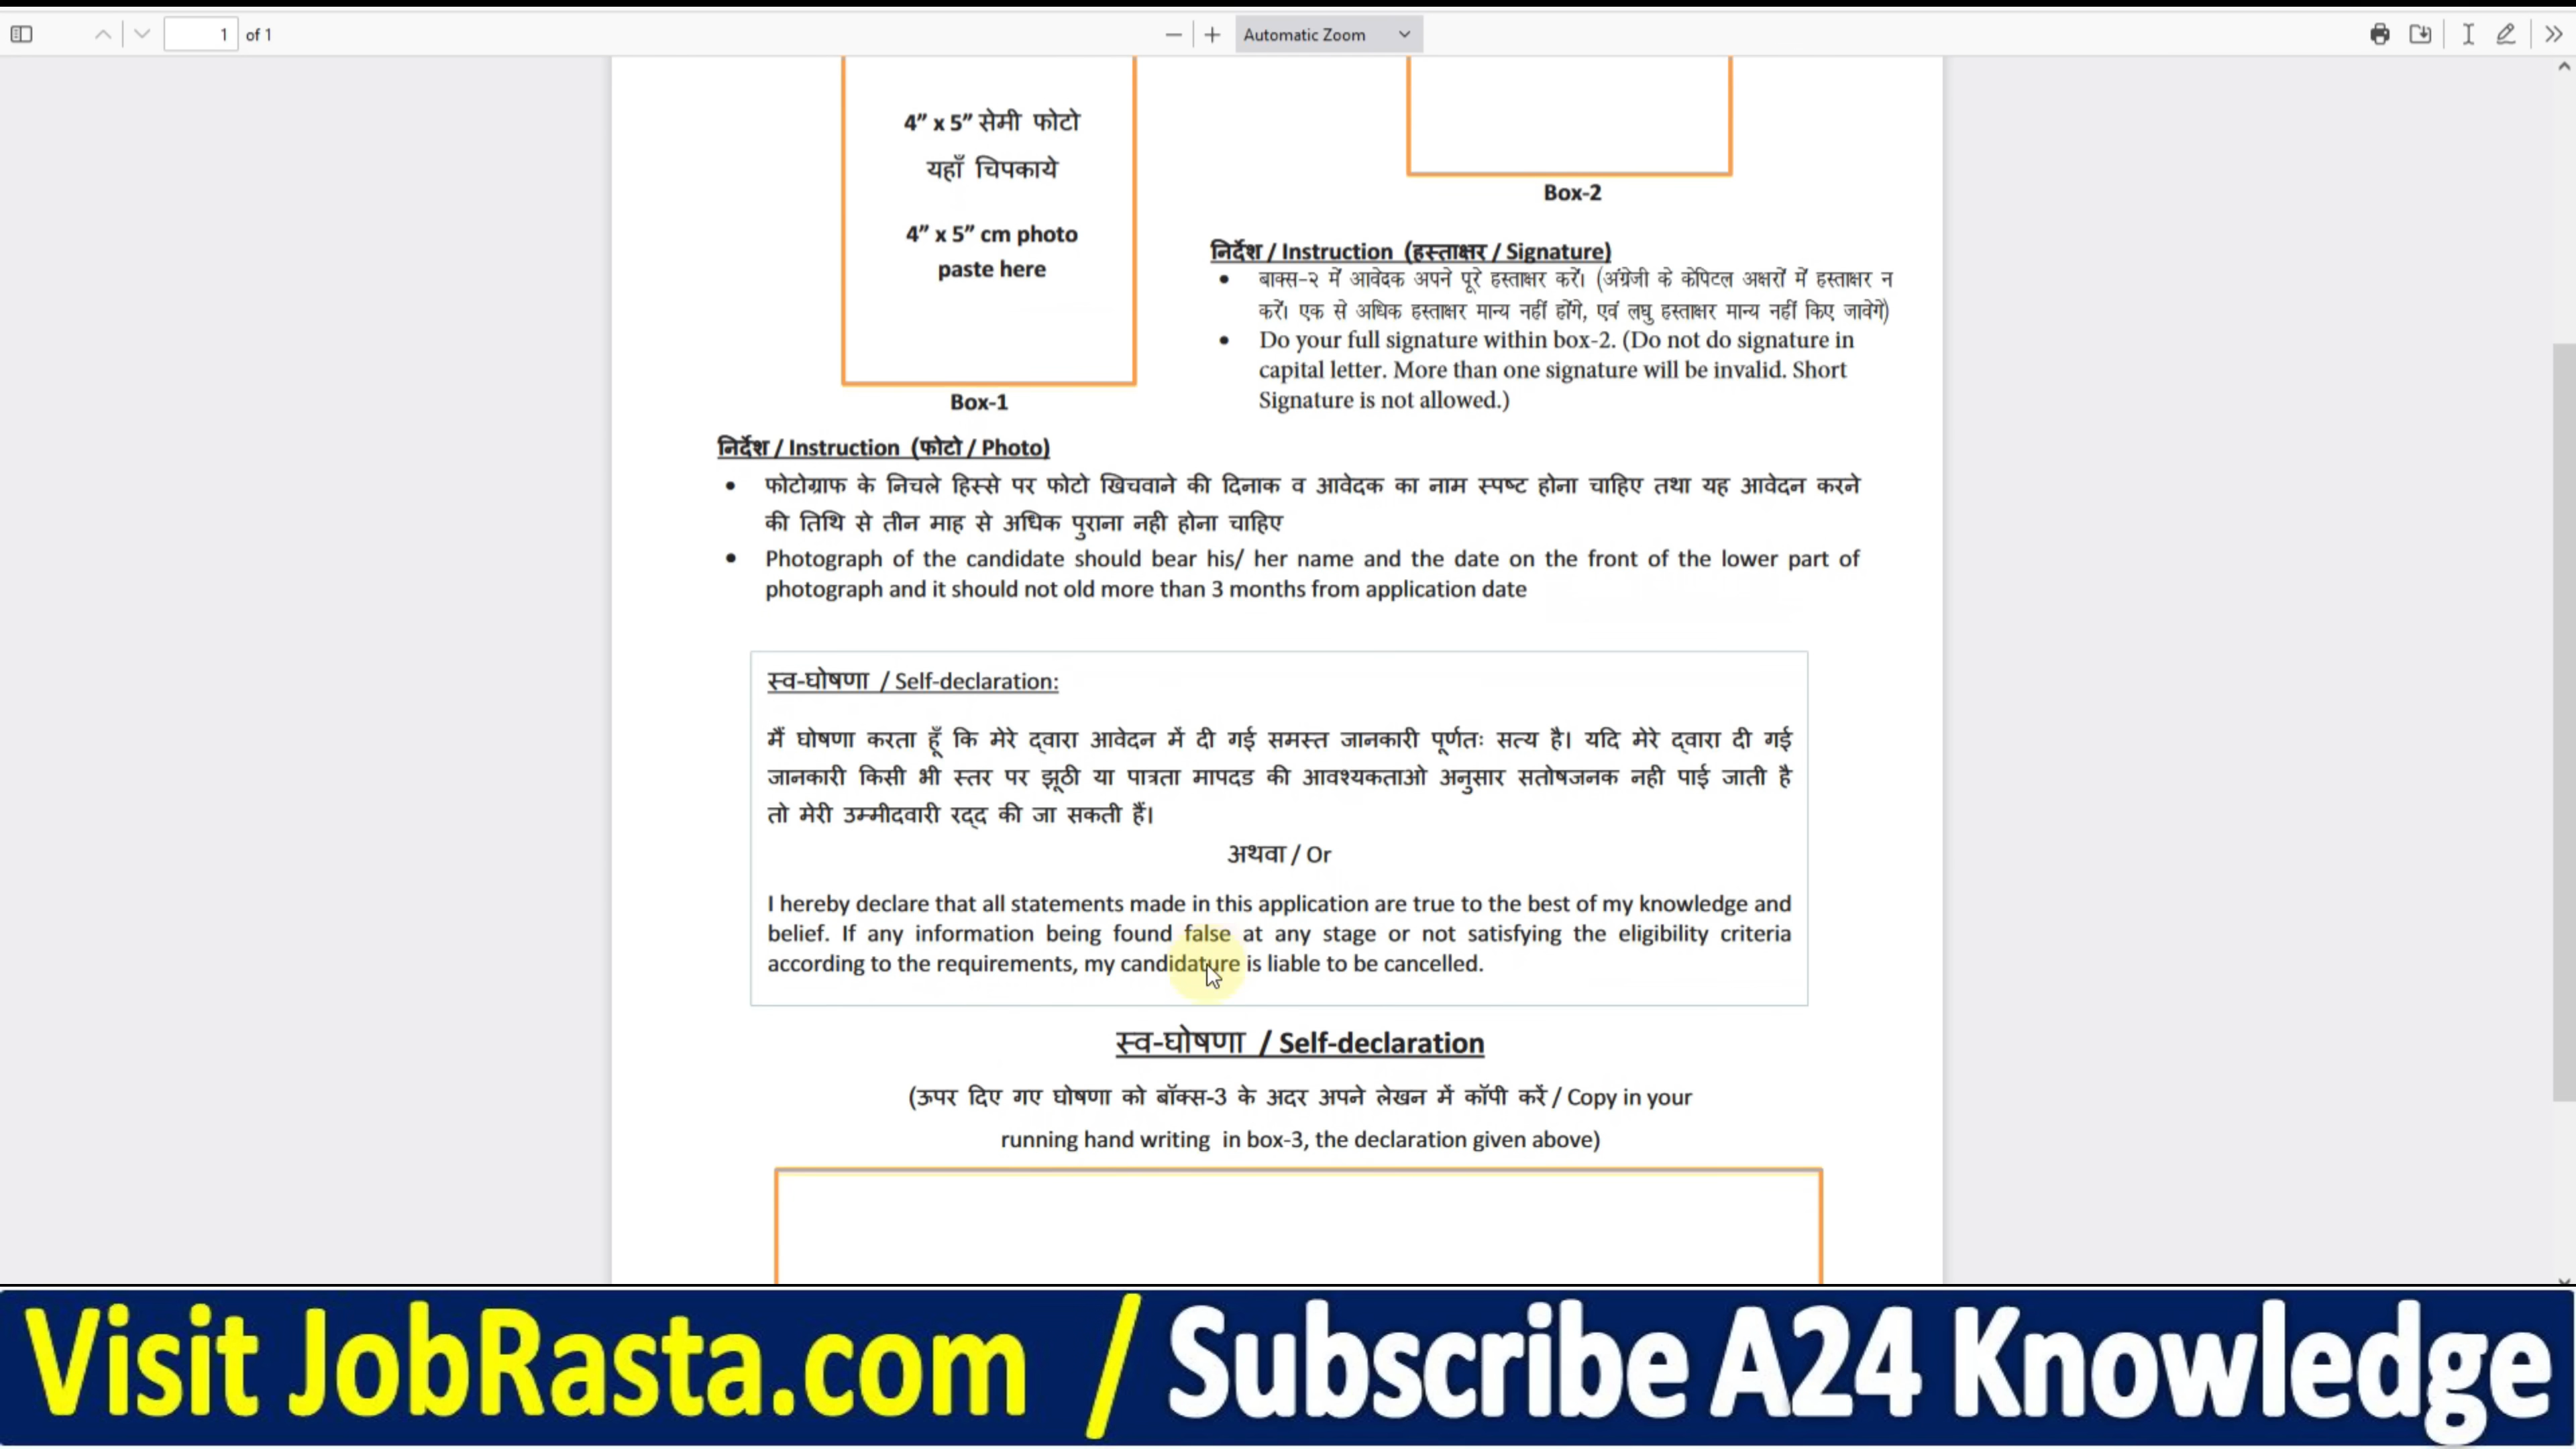 1 of 1
Automatic Zoom
4” x 5” सेमी फोटो
यहाँ चिपकाये
4” x 5” cm photo
paste here
Box-1
Box-2
निर्देश / Instruction (हस्ताक्षर / Signature)
• बाक्स-२ में आवेदक अपने पूरे हस्ताक्षर करें। (अंग्रेजी के केपिटल अक्षरों में हस्ताक्षर न
करें। एक से अधिक हस्ताक्षर मान्य नहीं होंगे, एवं लघु हस्ताक्षर मान्य नहीं किए जावेगें)
• Do your full signature within box-2. (Do not do signature in
capital letter. More than one signature will be invalid. Short
Signature is not allowed.)
निर्देश / Instruction (फोटो / Photo)
• फोटोग्राफ के निचले हिस्से पर फोटो खिचवाने की दिनाक व आवेदक का नाम स्पष्ट होना चाहिए तथा यह आवेदन करने
की तिथि से तीन माह से अधिक पुराना नही होना चाहिए
• Photograph of the candidate should bear his/ her name and the date on the front of the lower part of
photograph and it should not old more than 3 months from application date
स्व-घोषणा / Self-declaration:
मैं घोषणा करता हूँ कि मेरे द्वारा आवेदन में दी गई समस्त जानकारी पूर्णतः सत्य है। यदि मेरे द्वारा दी गई
जानकारी किसी भी स्तर पर झूठी या पात्रता मापदड की आवश्यकताओ अनुसार सतोषजनक नही पाई जाती है
तो मेरी उम्मीदवारी रद्द की जा सकती हैं।
अथवा / Or
I hereby declare that all statements made in this application are true to the best of my knowledge and
belief. If any information being found false at any stage or not satisfying the eligibility criteria
according to the requirements, my candidature is liable to be cancelled.
स्व-घोषणा / Self-declaration
(ऊपर दिए गए घोषणा को बॉक्स-3 के अदर अपने लेखन में कॉपी करें / Copy in your
running hand writing in box-3, the declaration given above)
Visit JobRasta.com / Subscribe A24 Knowledge